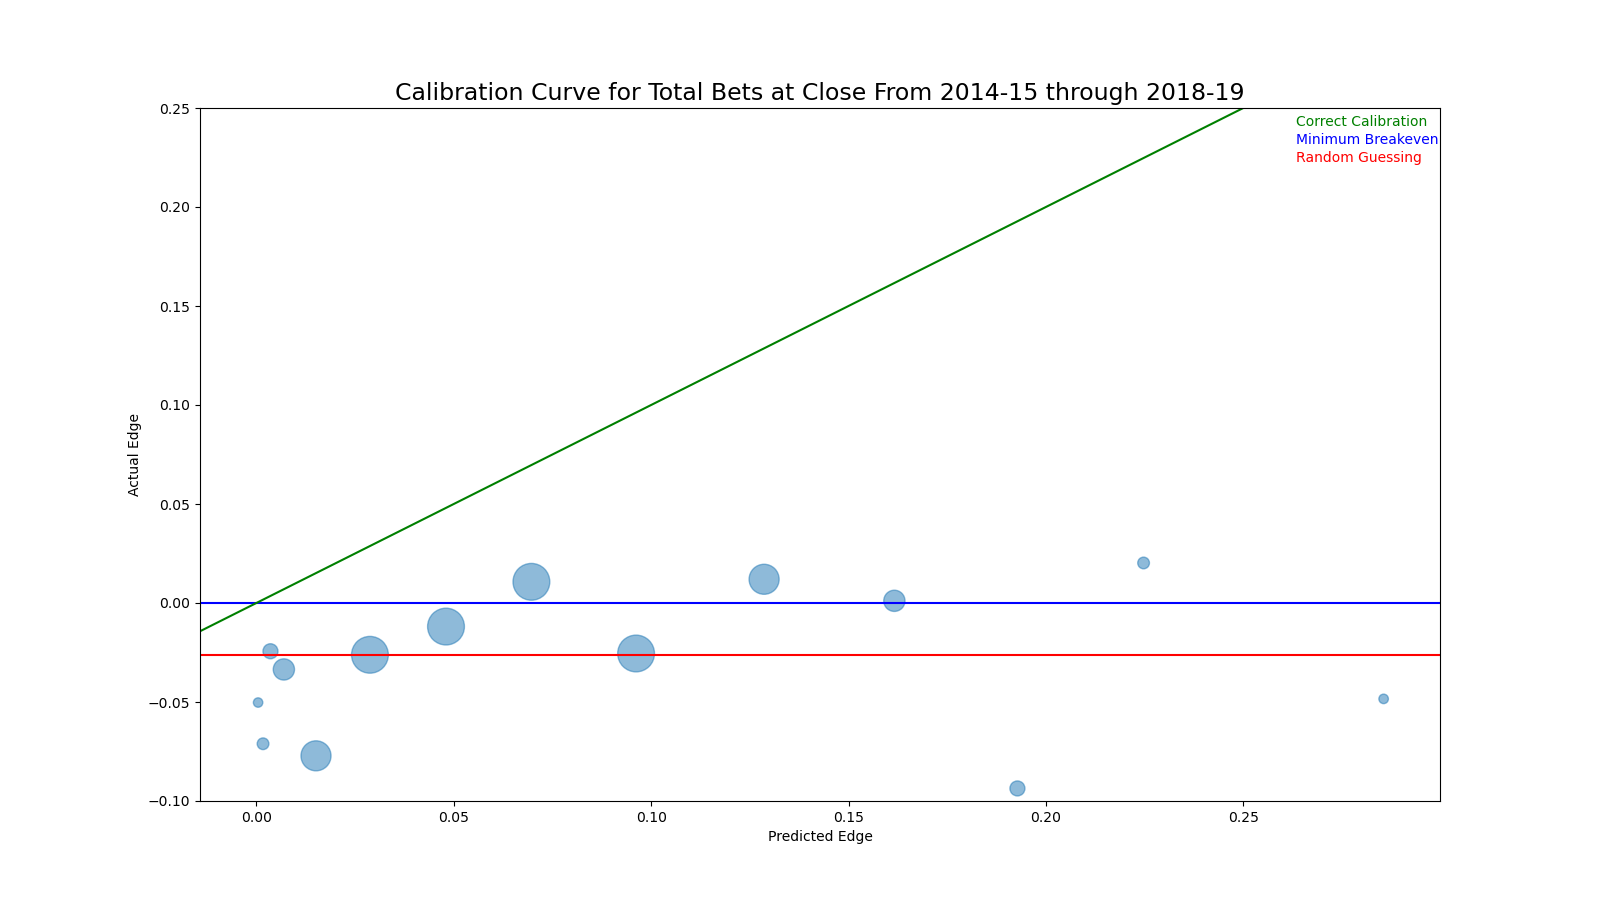 Calibration Curve for Total Bets at Close From 2014-15 through 2018-19
Correct Calibration
Minimum Breakeven
Random Guessing
0.25
0.20
0.15
0.10
0.05
0.00
−0.05
−0.10
Actual Edge
0.00 0.05 0.10 0.15 0.20 0.25
Predicted Edge